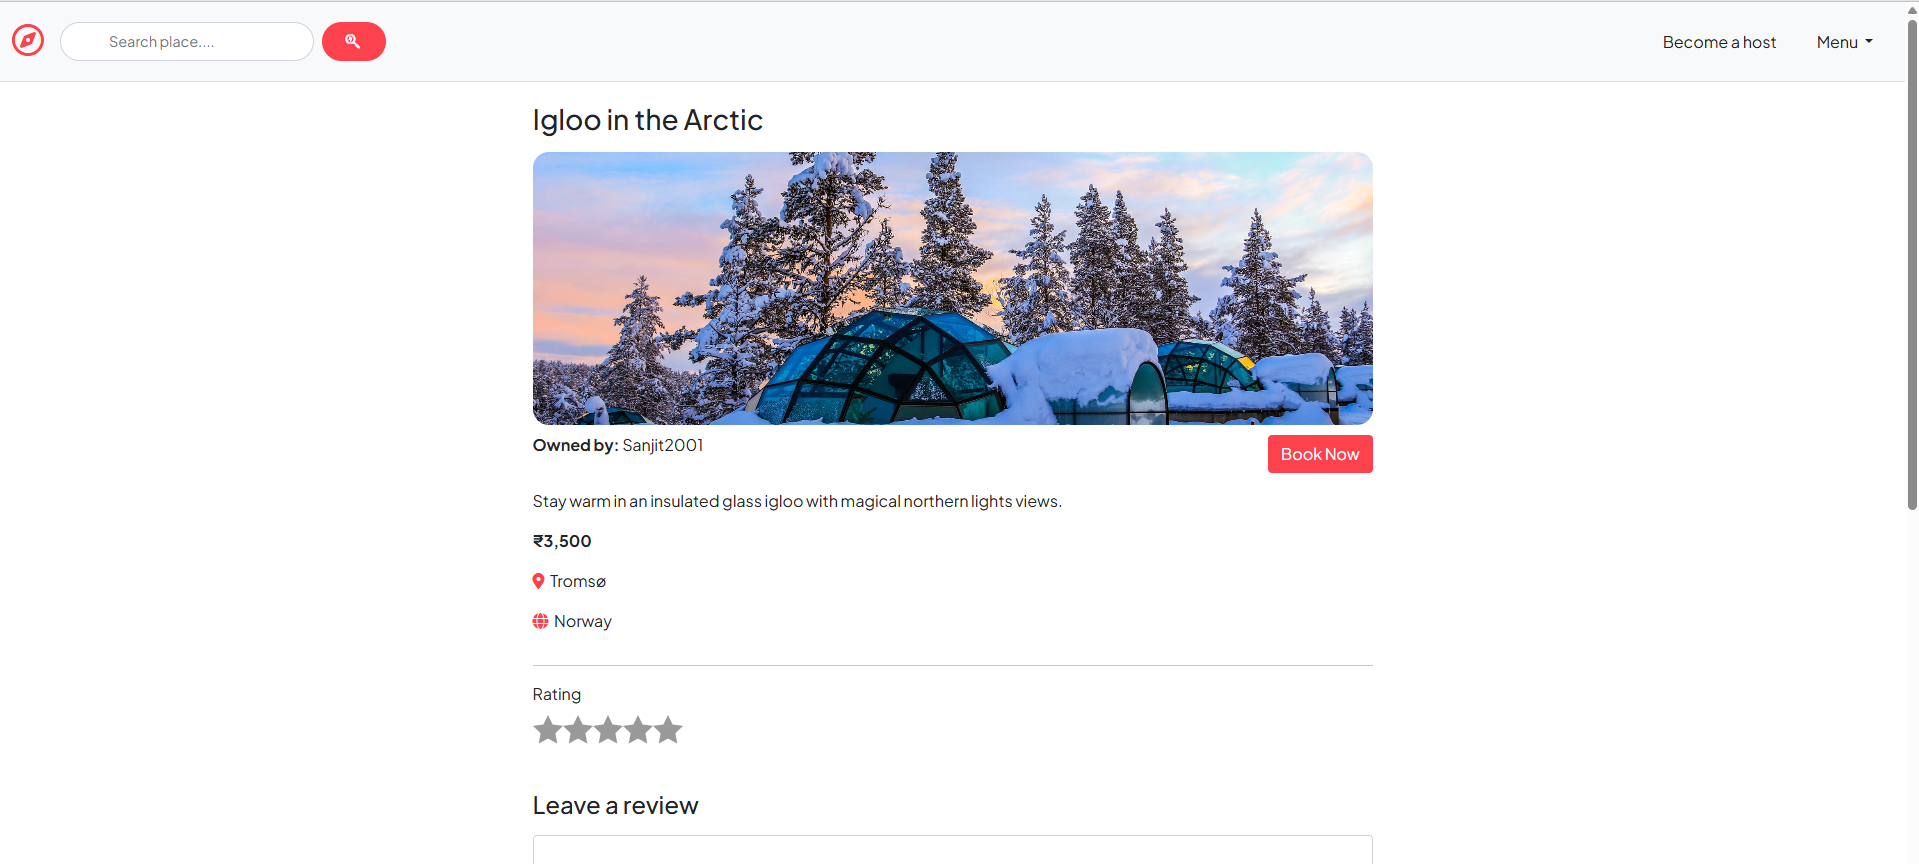 Search place....
Become a host
Menu
Igloo in the Arctic
Owned by: Sanjit2001
Book Now
Stay warm in an insulated glass igloo with magical northern lights views.
₹3,500
Tromsø
Norway
Rating
Leave a review